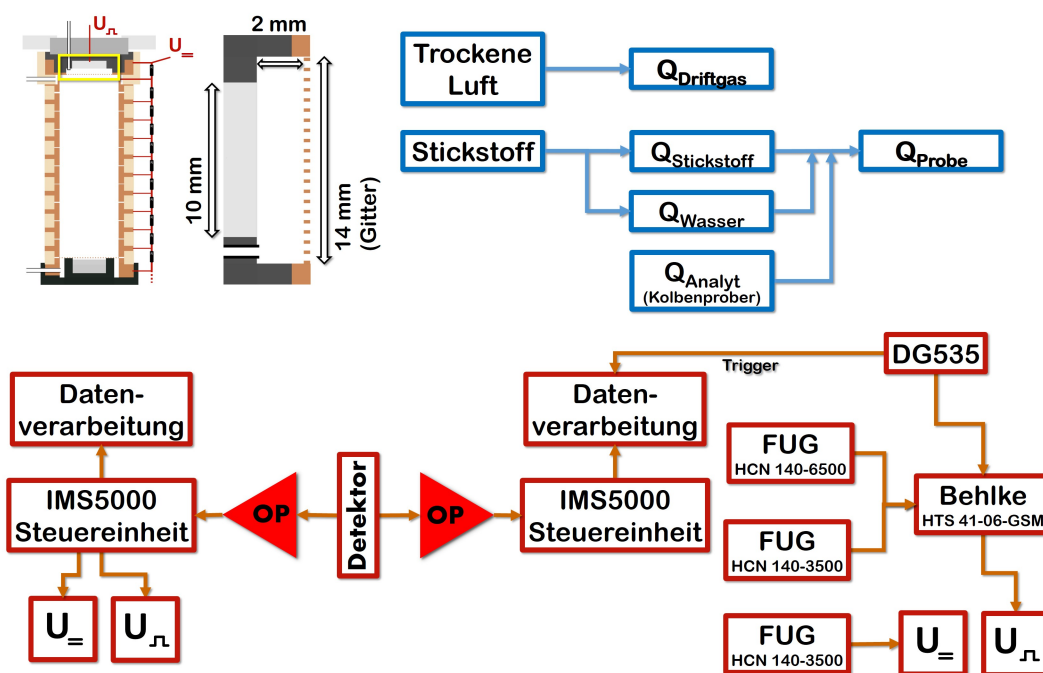 U⎍
U=
2 mm
10 mm
14 mm
(Gitter)
Trockene
Luft
QDriftgas
Stickstoff
QStickstoff
QProbe
QWasser
QAnalyt
(Kolbenprober)
Daten-
verarbeitung
IMS5000
Steuereinheit
OP
Detektor
OP
U=
U⎍
Daten-
verarbeitung
Trigger
DG535
IMS5000
Steuereinheit
FUG
HCN 140-6500
FUG
HCN 140-3500
Behlke
HTS 41-06-GSM
FUG
HCN 140-3500
U=
U⎍